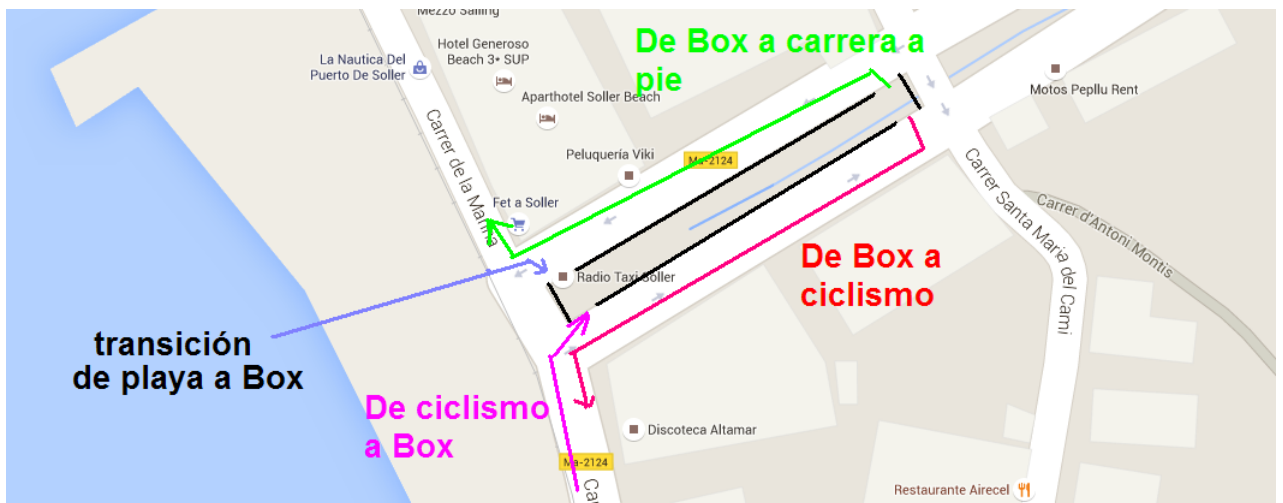 Mezzo Sailing
La Nautica Del
Puerto De Soller
Hotel Generoso
Beach 3* SUP
De Box a carrera a
pie
Aparthotel Soller Beach
Motos Pepllu Rent
Carrer de la Marina
Peluquería Viki
Ma-2124
Fet a Soller
Carrer Santa Maria del Camí
Carrer d'Antoni Montis
Radio Taxi Soller
De Box a
ciclismo
transición
de playa a Box
De ciclismo
a Box
Discoteca Altamar
Ma-2124
Ca
Restaurante Airecel